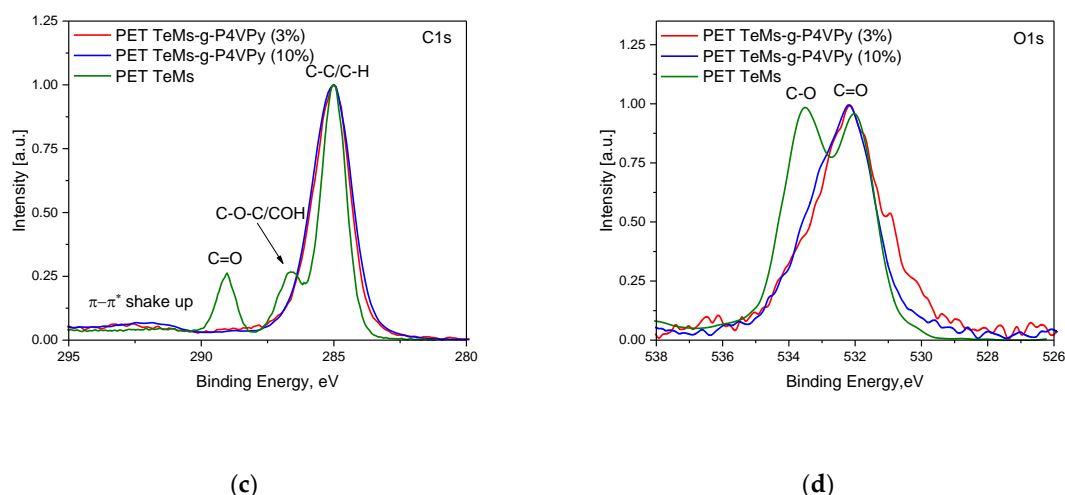 1.25
1.00
0.75
0.50
0.25
0.00
Intensity [a.u.]
PET TeMs-g-P4VPy (3%)
PET TeMs-g-P4VPy (10%)
PET TeMs
C1s
C-C/C-H
C-O-C/COH
C=O
π−π* shake up
295
290
285
280
Binding Energy, eV
(c)
1.25
1.00
0.75
0.50
0.25
0.00
Intensity [a.u.]
PET TeMs-g-P4VPy (3%)
PET TeMs-g-P4VPy (10%)
PET TeMs
O1s
C-O
C=O
538
536
534
532
530
528
526
Binding Energy,eV
(d)